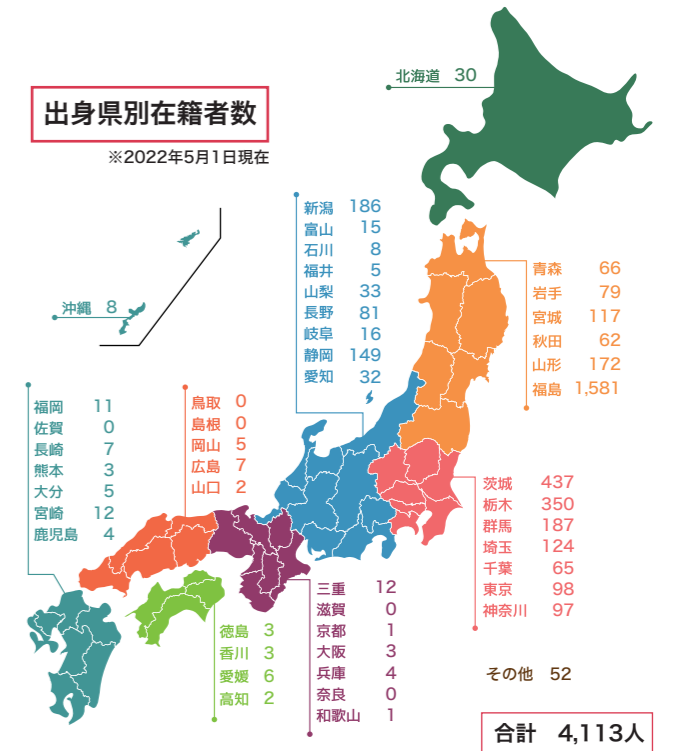 北海道 30
出身県別在籍者数
※2022年5月1日現在
新潟 186
富山 15
石川 8
福井 5
山梨 33
長野 81
岐阜 16
静岡 149
愛知 32
青森 66
岩手 79
宮城 117
秋田 62
山形 172
福島 1,581
沖縄 8
福岡 11
佐賀 0
長崎 7
熊本 3
大分 5
宮崎 12
鹿児島 4
鳥取 0
島根 0
岡山 5
広島 7
山口 2
茨城 437
栃木 350
群馬 187
埼玉 124
千葉 65
東京 98
神奈川 97
三重 12
滋賀 0
京都 1
大阪 3
兵庫 4
奈良 0
和歌山 1
徳島 3
香川 3
愛媛 6
高知 2
その他 52
合計 4,113人